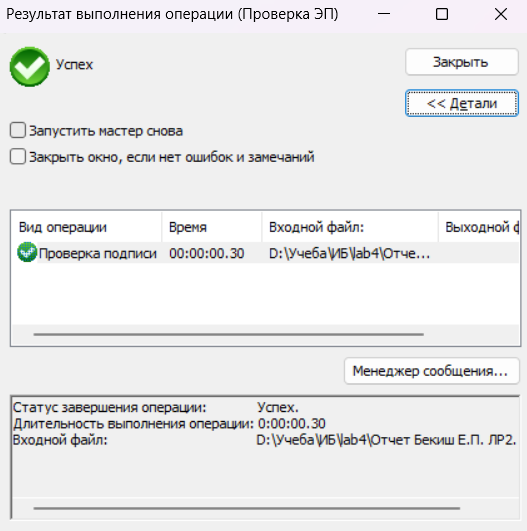 Результат выполнения операции (Проверка ЭП)
Успех
Закрыть
<< Детали
Запустить мастер снова
Закрыть окно, если нет ошибок и замечаний
Вид операции Время Входной файл: Выходной ф
Проверка подписи 00:00:00.30 D:\Учеба\ИБ\lab4\Отче...
Менеджер сообщения...
Статус завершения операции: Успех.
Длительность выполнения операции: 0:00:00.30
Входной файл: D:\Учеба\ИБ\lab4\Отчет Бекиш Е.П. ЛР2.